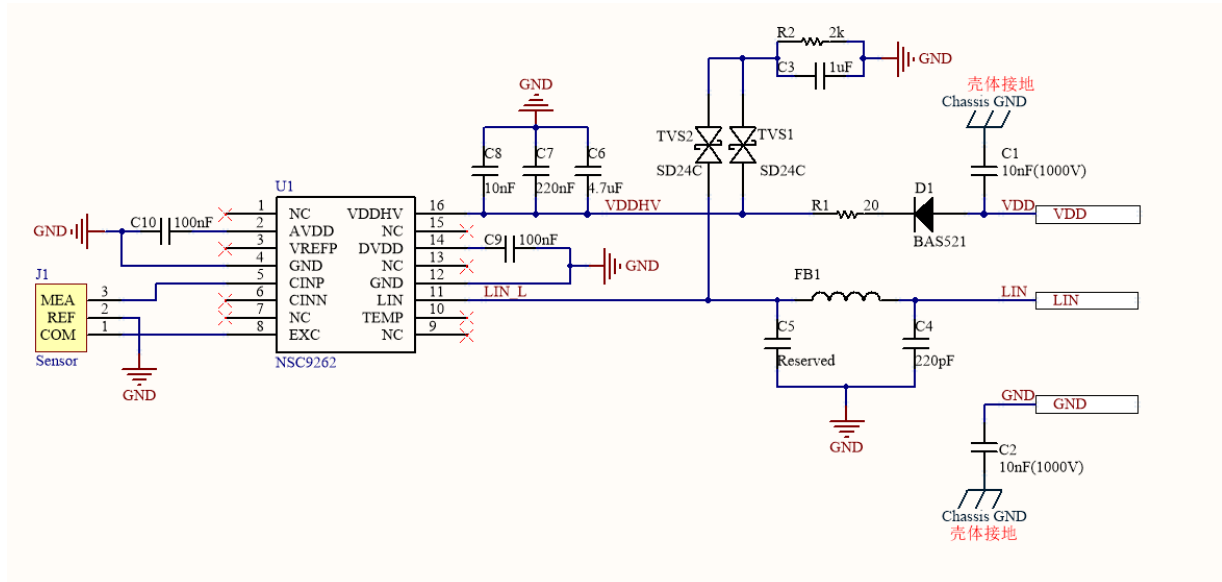 R2 2k
C3 1uF
GND
壳体接地
Chassis GND
GND
TVS2 TVS1
SD24C SD24C
C1
10nF(1000V)
C8 C7 C6
10nF 220nF 4.7uF
U1
VDDHV
R1 20
D1
BAS521
VDD
VDD
C10 100nF
GND
1 NC VDDHV 16
2 AVDD NC 15
3 VREFP DVDD 14
4 GND NC 13
5 CINP GND 12
6 CINN LIN 11
7 NC TEMP 10
8 EXC NC 9
NSC9262
C9 100nF
GND
LIN_L
FB1
LIN
LIN
J1
MEA 3
REF 2
COM 1
Sensor
GND
C5
Reserved
C4
220pF
GND
GND
GND
C2
10nF(1000V)
Chassis GND
壳体接地